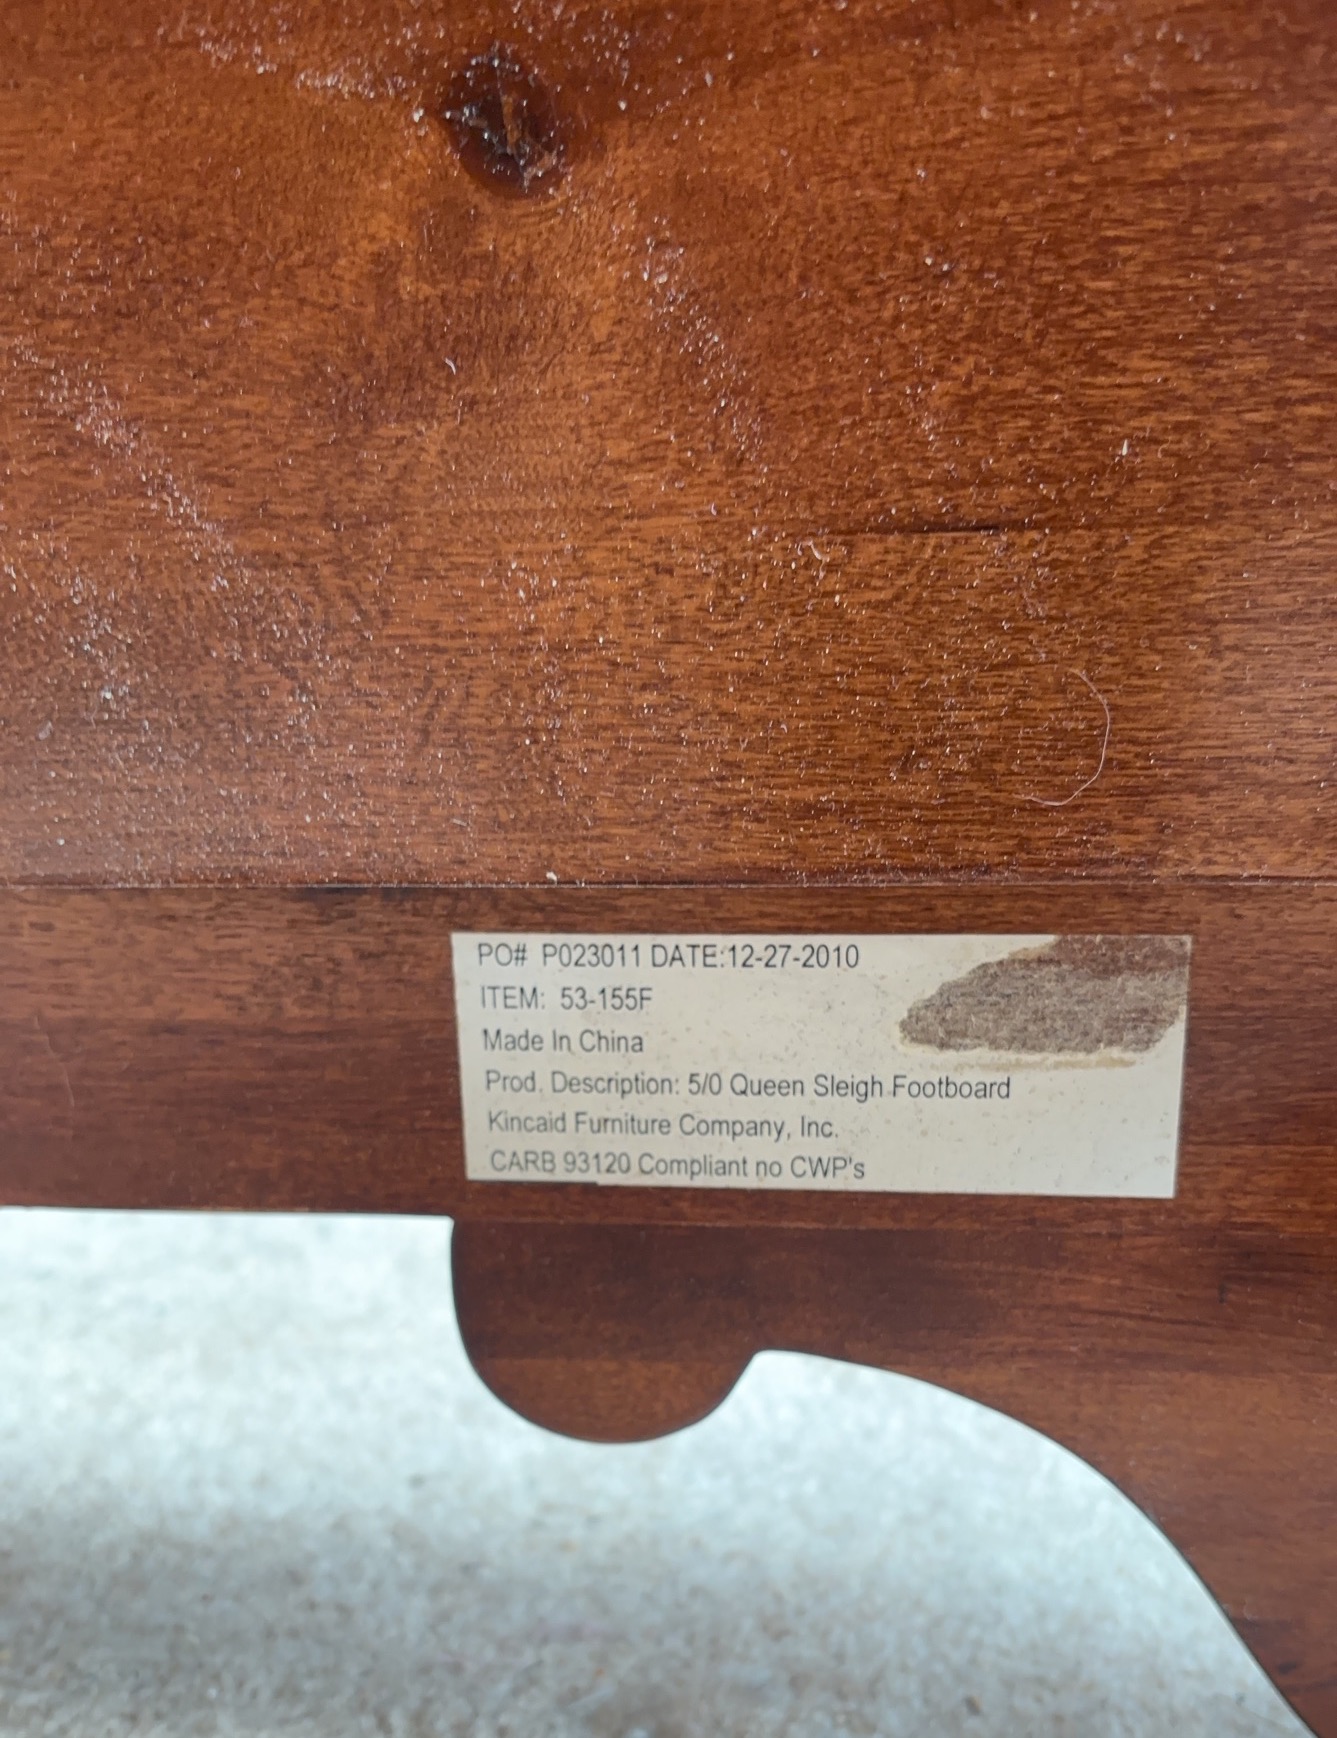 PO# P023011 DATE:12-27-2010
ITEM: 53-155F
Made In China
Prod. Description: 5/0 Queen Sleigh Footboard
Kincaid Furniture Company, Inc.
CARB 93120 Compliant no CWP's